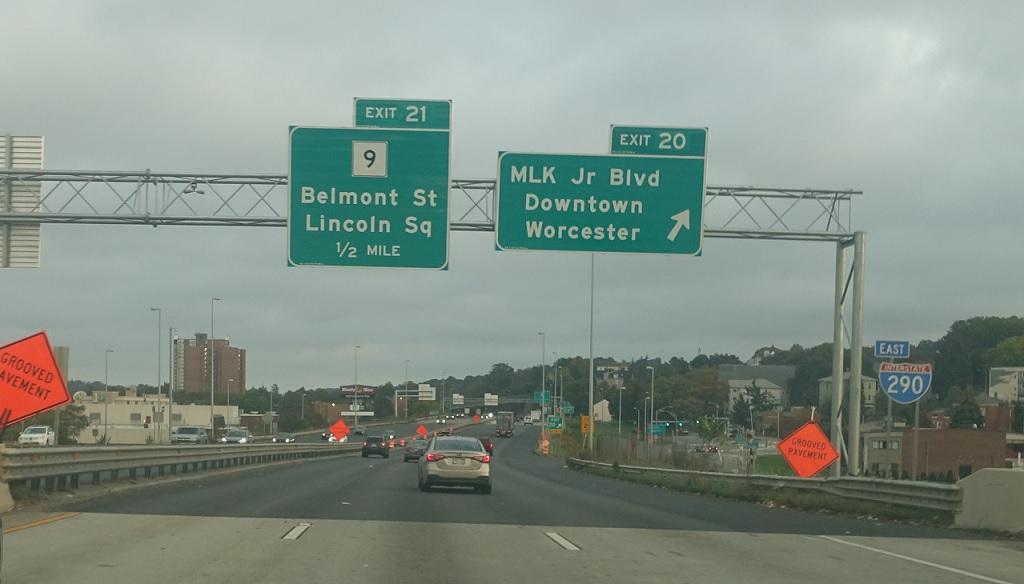 EXIT 21
9
Belmont St
Lincoln Sq
1/2 MILE
EXIT 20
MLK Jr Blvd
Downtown
Worcester
EAST
INTERSTATE
290
GROOVED
PAVEMENT
GROOVED
PAVEMENT